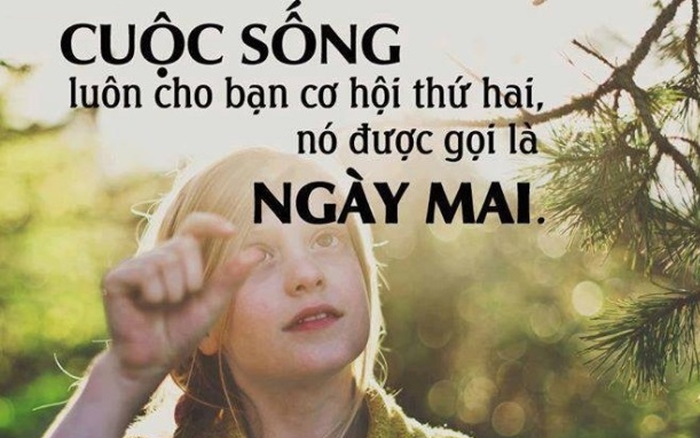 CUỘC SỐNG
luôn cho bạn cơ hội thứ hai,
nó được gọi là
NGÀY MAI.